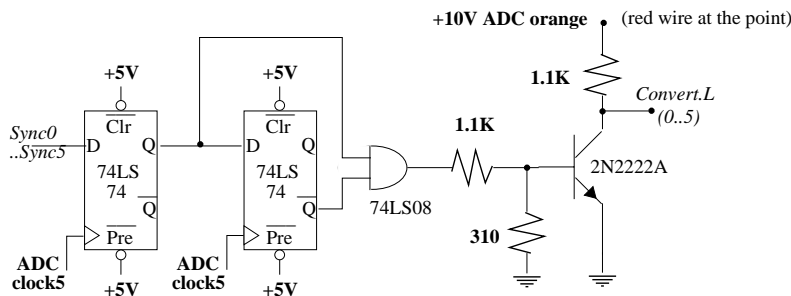 +10V ADC orange (red wire at the point)
+5V
+5V
1.1K
Convert.L
(0..5)
Sync0
..Sync5
Clr
D
Q
74LS
74
Q
Pre
ADC
clock5
+5V
Clr
D
Q
74LS
74
Q
Pre
ADC
clock5
+5V
74LS08
1.1K
310
2N2222A